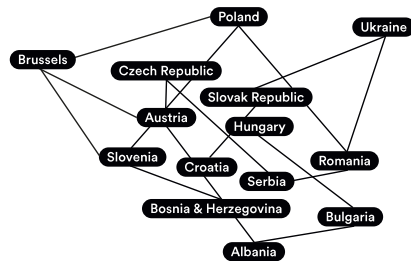 Poland
Ukraine
Brussels
Czech Republic
Slovak Republic
Austria
Hungary
Slovenia
Romania
Croatia
Serbia
Bosnia & Herzegovina
Bulgaria
Albania